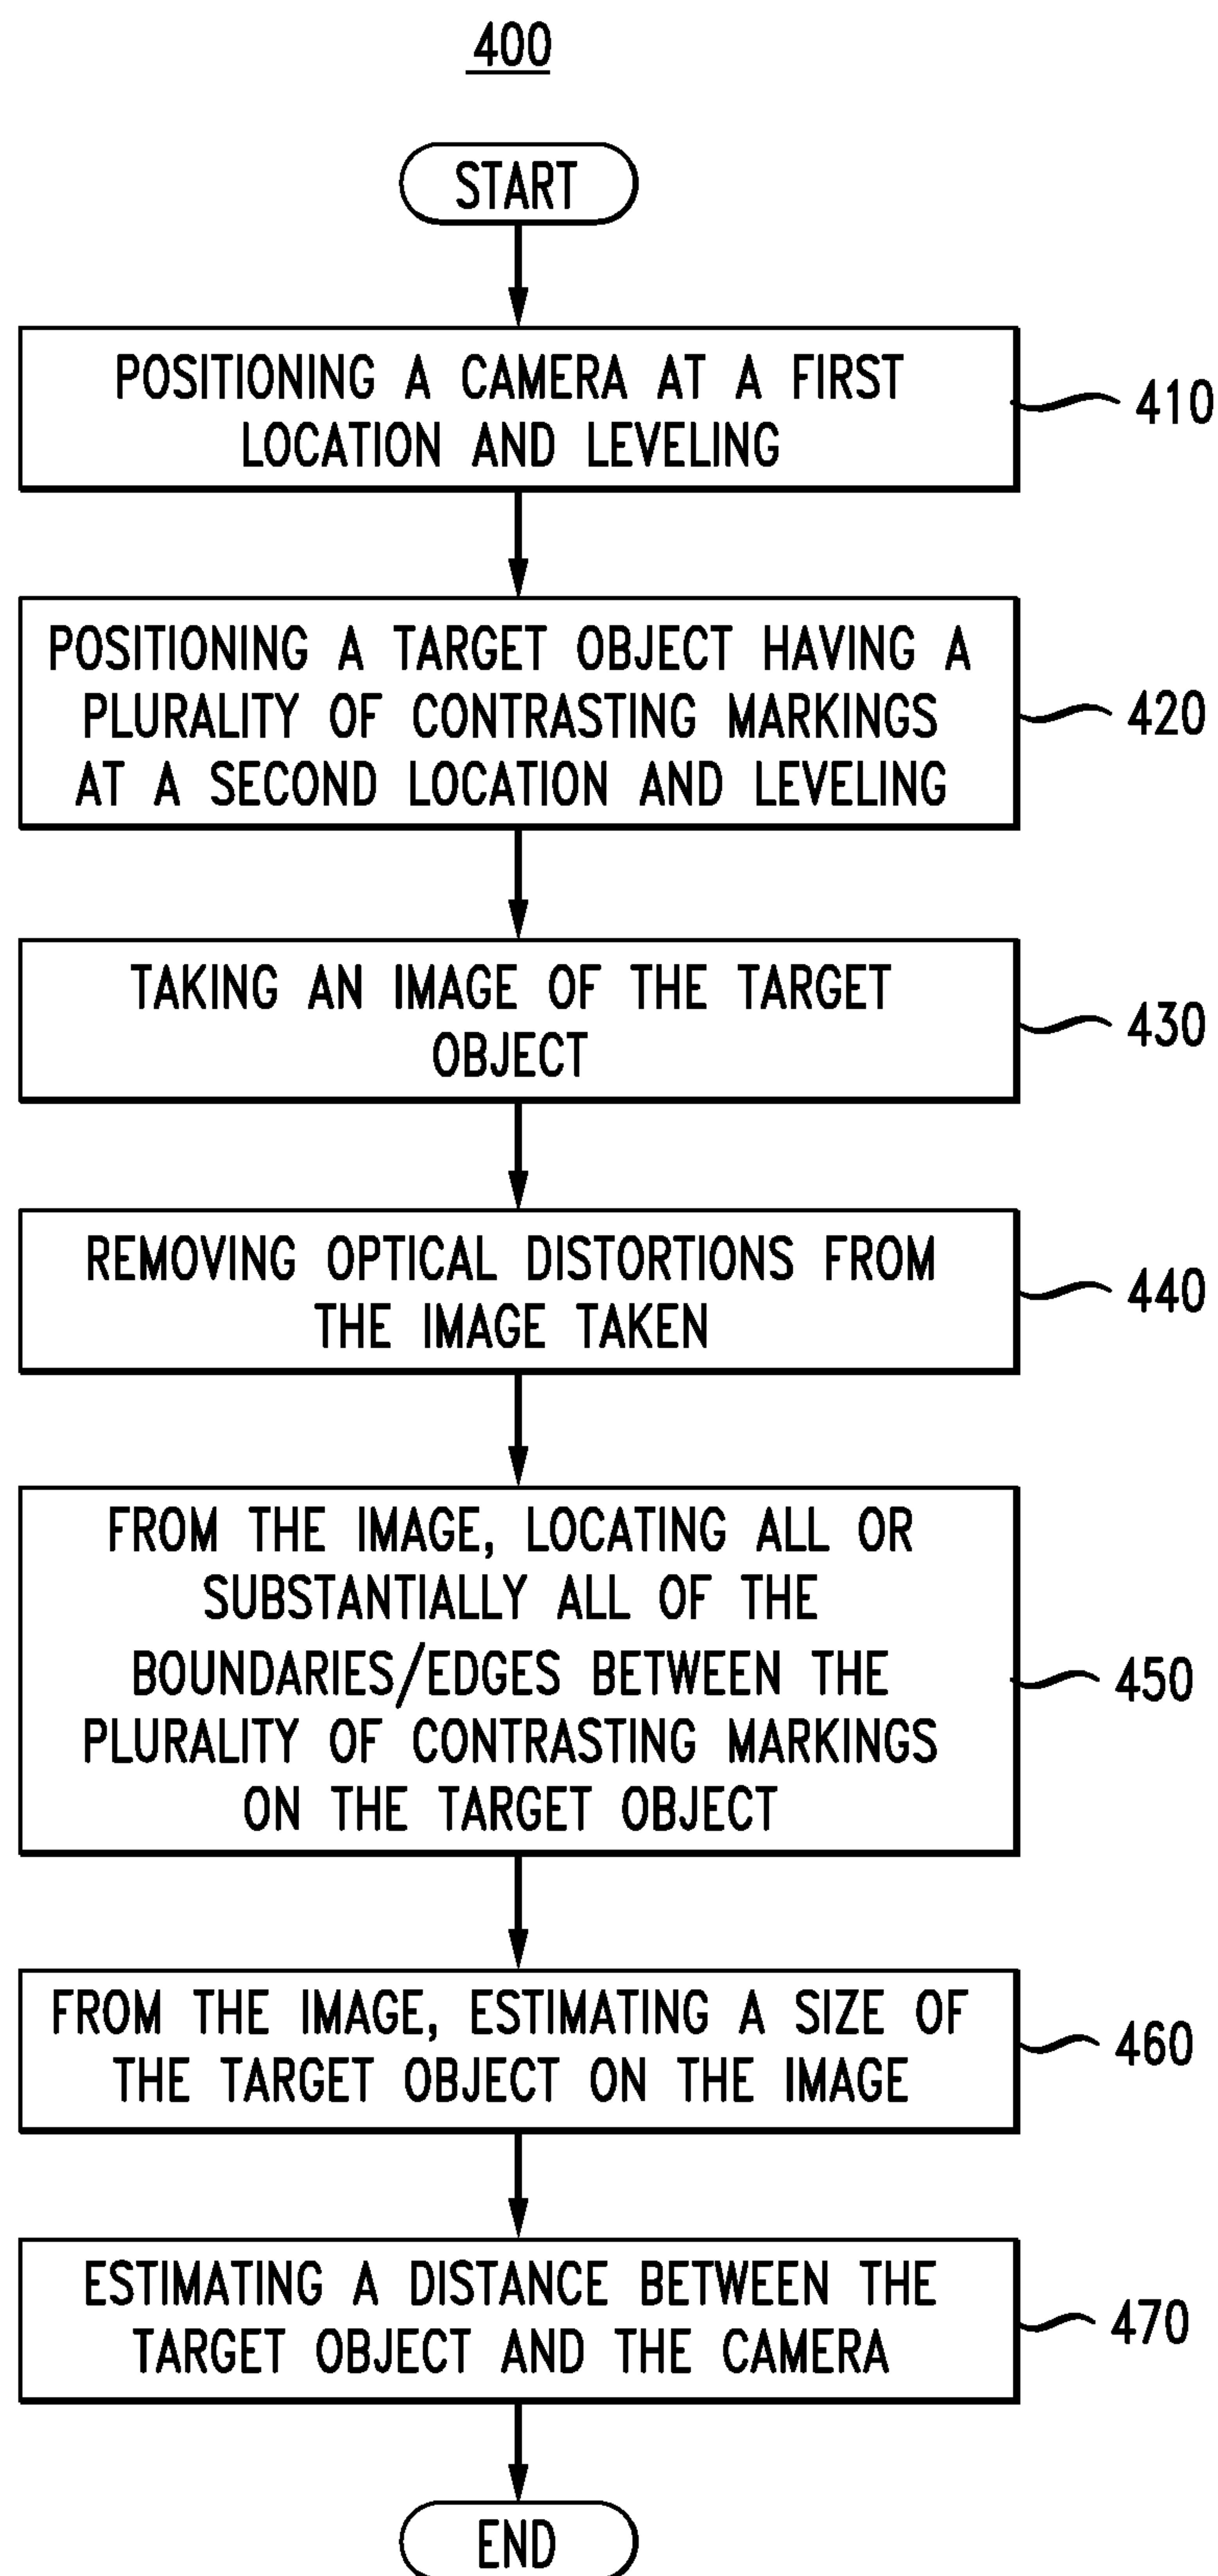 400
START
POSITIONING A CAMERA AT A FIRST
LOCATION AND LEVELING
410
POSITIONING A TARGET OBJECT HAVING A
PLURALITY OF CONTRASTING MARKINGS
AT A SECOND LOCATION AND LEVELING
420
TAKING AN IMAGE OF THE TARGET
OBJECT
430
REMOVING OPTICAL DISTORTIONS FROM
THE IMAGE TAKEN
440
FROM THE IMAGE, LOCATING ALL OR
SUBSTANTIALLY ALL OF THE
BOUNDARIES/EDGES BETWEEN THE
PLURALITY OF CONTRASTING MARKINGS
ON THE TARGET OBJECT
450
FROM THE IMAGE, ESTIMATING A SIZE OF
THE TARGET OBJECT ON THE IMAGE
460
ESTIMATING A DISTANCE BETWEEN THE
TARGET OBJECT AND THE CAMERA
470
END